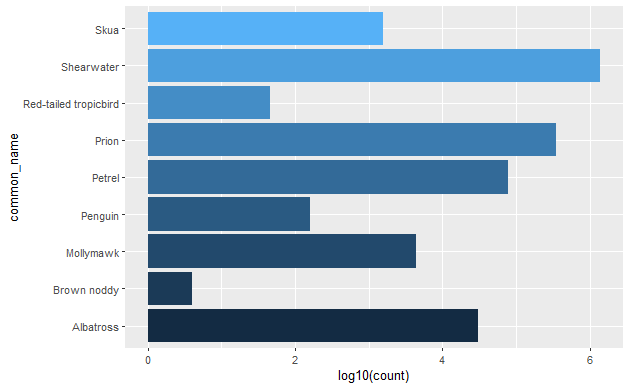 common_name
Skua
Shearwater
Red-tailed tropicbird
Prion
Petrel
Penguin
Mollymawk
Brown noddy
Albatross
0 2 4 6
log10(count)